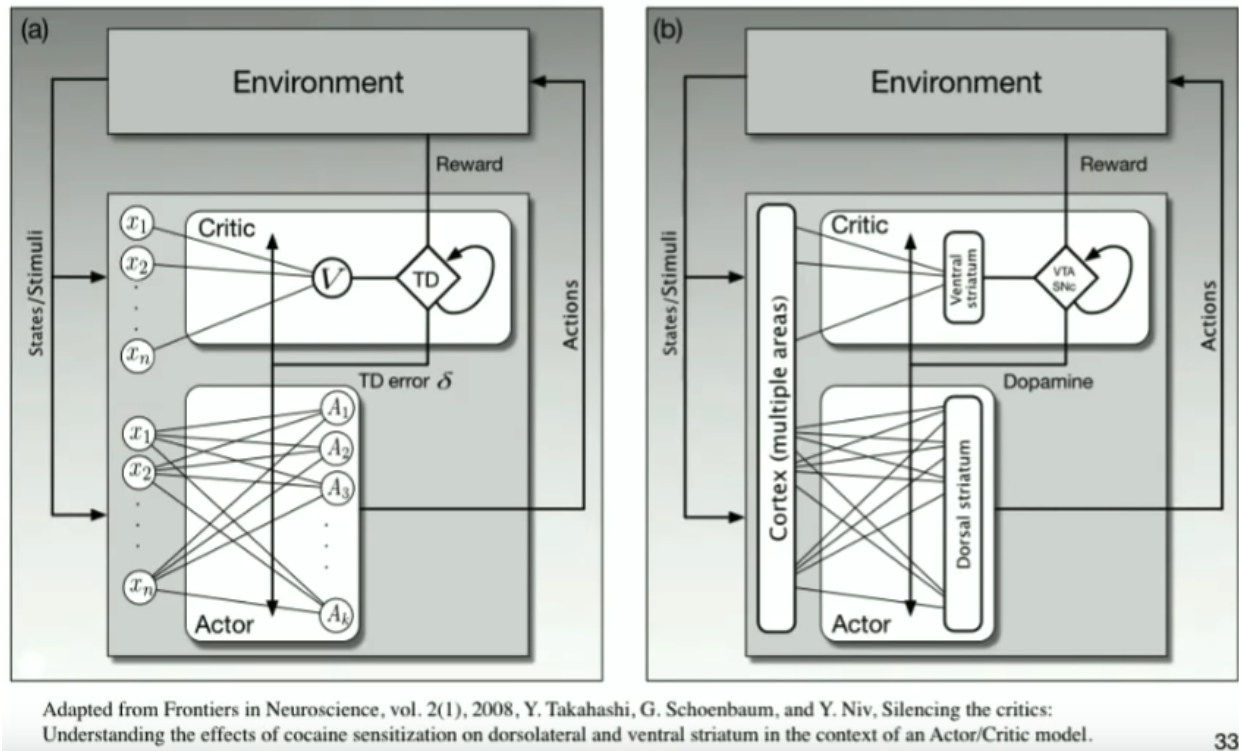 (a)
Environment
Reward
States/Stimuli
Actions
x₁
x₂
xₙ
Critic
V
TD
TD error δ
x₁
x₂
xₙ
A₁
A₂
A₃
Aₖ
Actor
(b)
Environment
Reward
States/Stimuli
Actions
Cortex (multiple areas)
Critic
Ventral
striatum
VTA
SNc
Dopamine
Dorsal striatum
Actor
Adapted from Frontiers in Neuroscience, vol. 2(1), 2008, Y. Takahashi, G. Schoenbaum, and Y. Niv, Silencing the critics:
Understanding the effects of cocaine sensitization on dorsolateral and ventral striatum in the context of an Actor/Critic model.
33